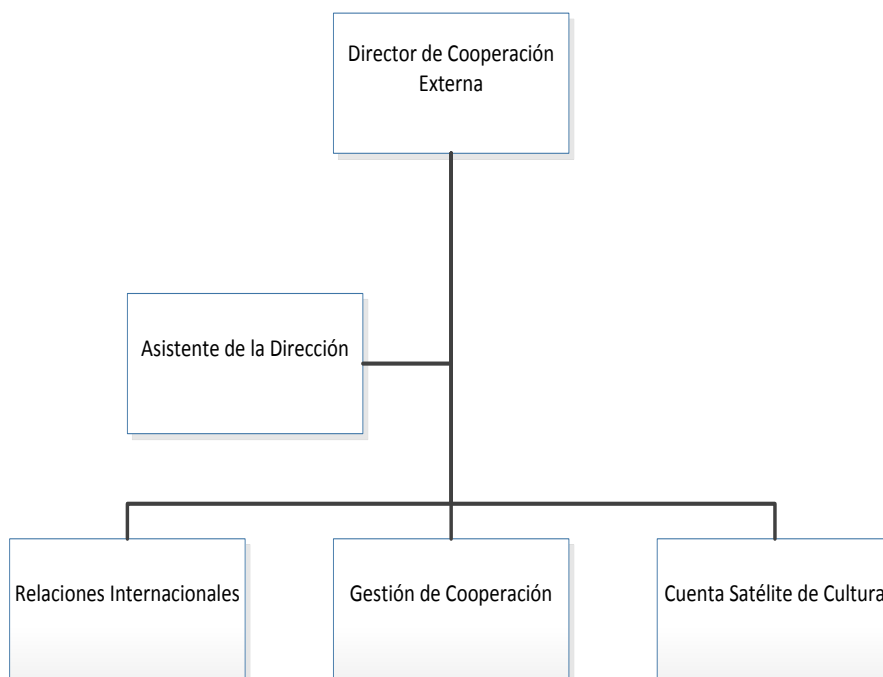 Director de Cooperación
Externa
Asistente de la Dirección
Relaciones Internacionales
Gestión de Cooperación
Cuenta Satélite de Cultura